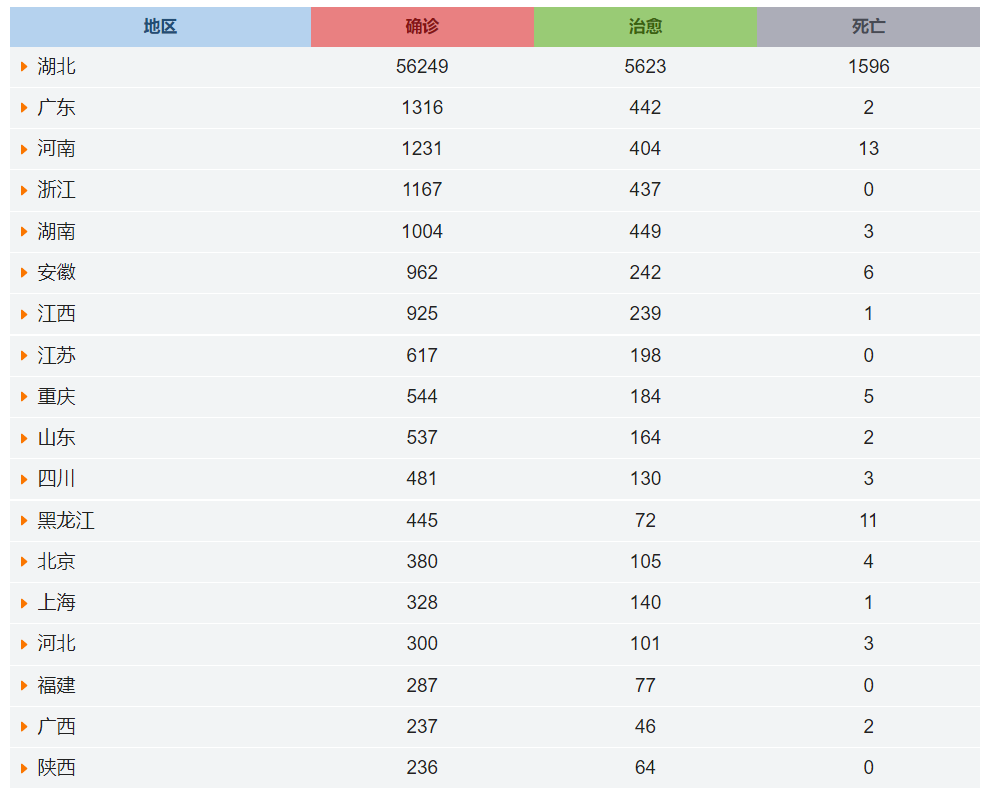 地区 确诊 治愈 死亡
湖北 56249 5623 1596
广东 1316 442 2
河南 1231 404 13
浙江 1167 437 0
湖南 1004 449 3
安徽 962 242 6
江西 925 239 1
江苏 617 198 0
重庆 544 184 5
山东 537 164 2
四川 481 130 3
黑龙江 445 72 11
北京 380 105 4
上海 328 140 1
河北 300 101 3
福建 287 77 0
广西 237 46 2
陕西 236 64 0